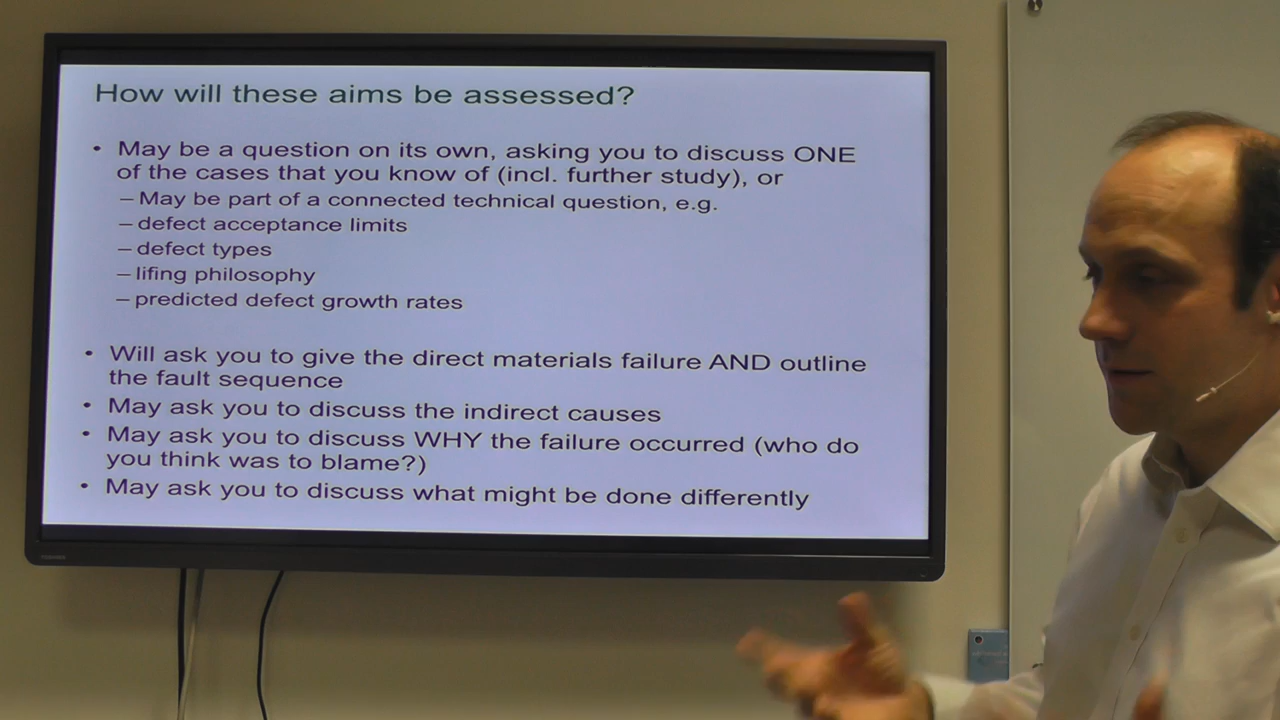 How will these aims be assessed?
• May be a question on its own, asking you to discuss ONE
of the cases that you know of (incl. further study), or
– May be part of a connected technical question, e.g.
– defect acceptance limits
– defect types
– lifing philosophy
– predicted defect growth rates
• Will ask you to give the direct materials failure AND outline
the fault sequence
• May ask you to discuss the indirect causes
• May ask you to discuss WHY the failure occurred (who do
you think was to blame?)
• May ask you to discuss what might be done differently
TOSHIBA